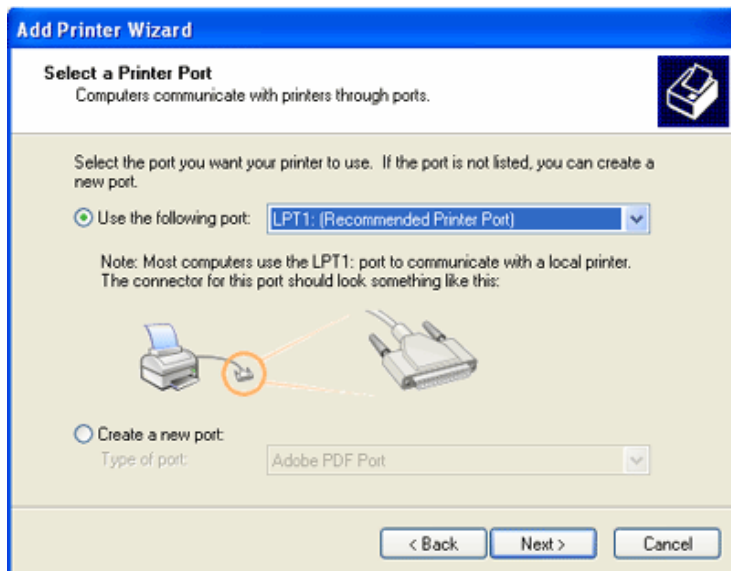 Add Printer Wizard
Select a Printer Port
Computers communicate with printers through ports.
Select the port you want your printer to use. If the port is not listed, you can create a
new port.
Use the following port: LPT1: (Recommended Printer Port)
Note: Most computers use the LPT1: port to communicate with a local printer.
The connector for this port should look something like this:
Create a new port:
Type of port: Adobe PDF Port
< Back Next > Cancel